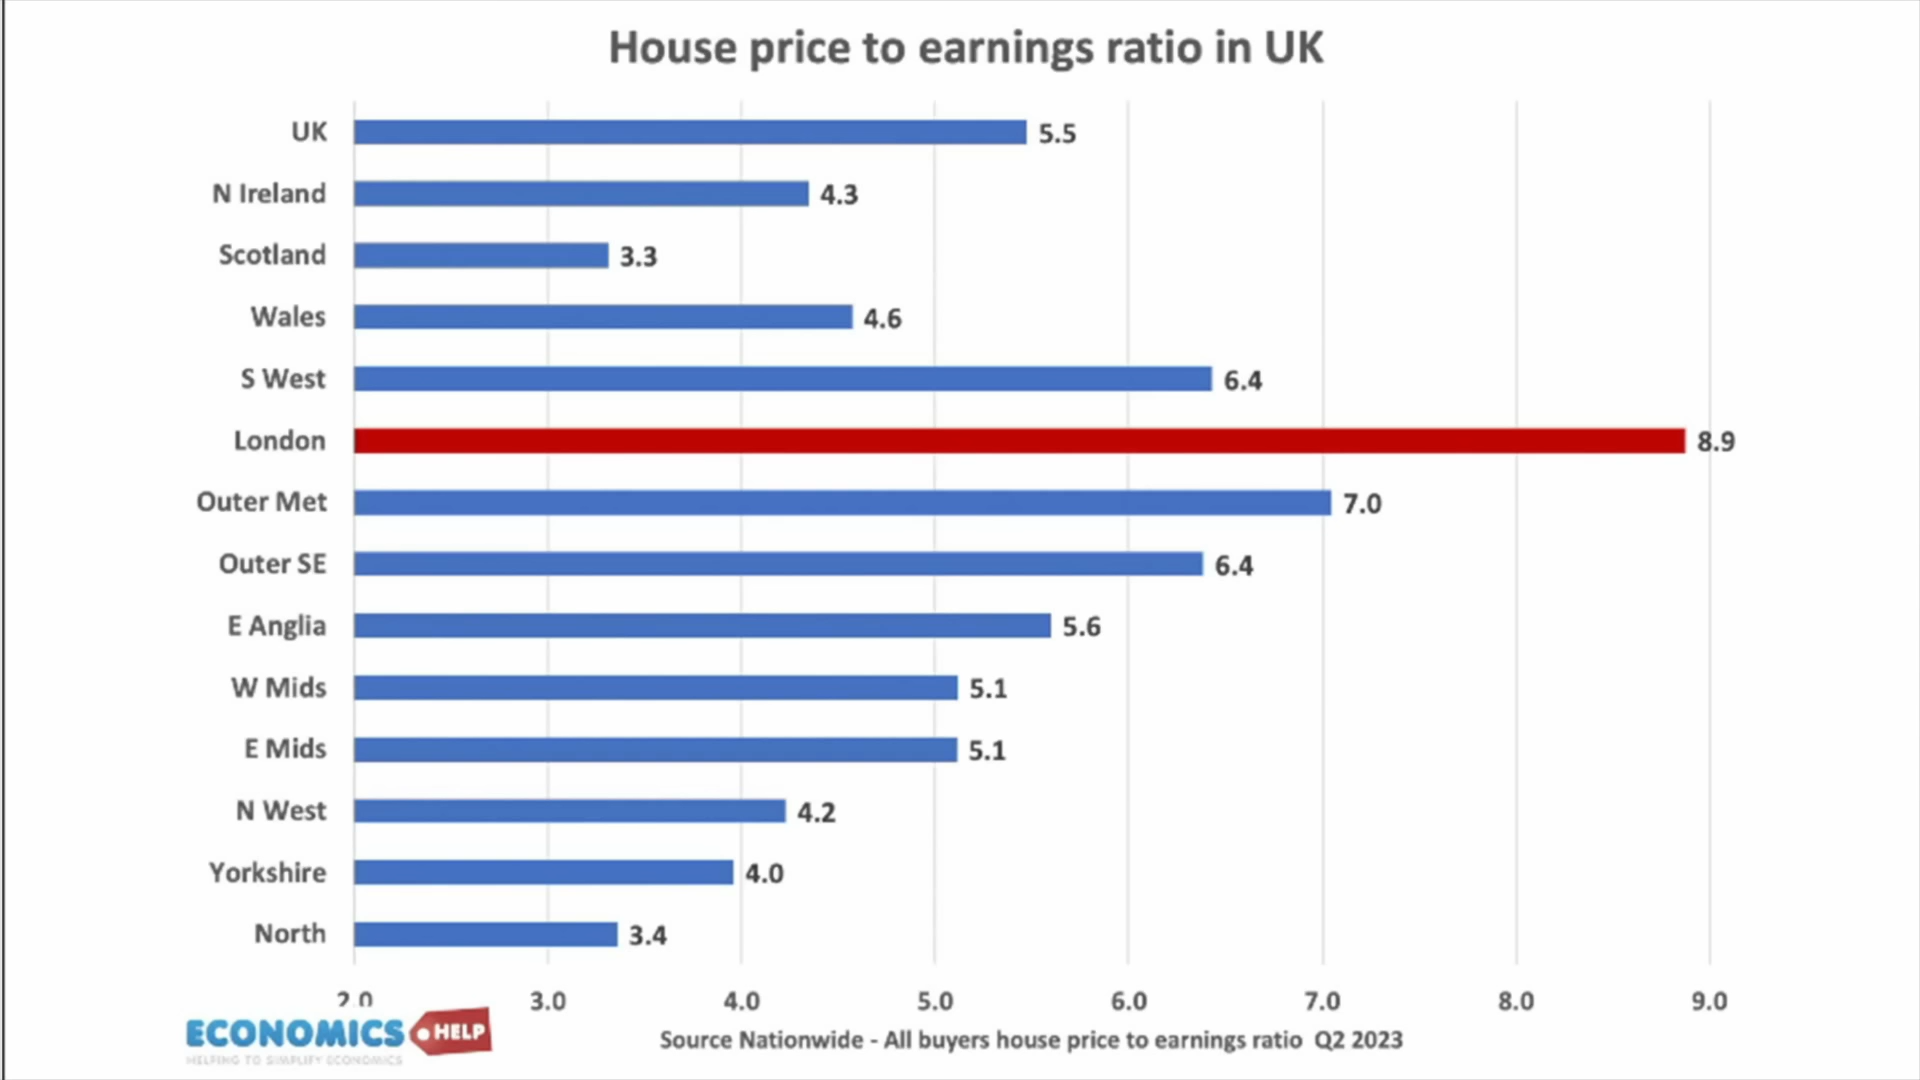 House price to earnings ratio in UK
UK 5.5
N Ireland 4.3
Scotland 3.3
Wales 4.6
S West 6.4
London 8.9
Outer Met 7.0
Outer SE 6.4
E Anglia 5.6
W Mids 5.1
E Mids 5.1
N West 4.2
Yorkshire 4.0
North 3.4
2.0 3.0 4.0 5.0 6.0 7.0 8.0 9.0
ECONOMICS HELP
HELPING TO SIMPLIFY ECONOMICS
Source Nationwide - All buyers house price to earnings ratio Q2 2023